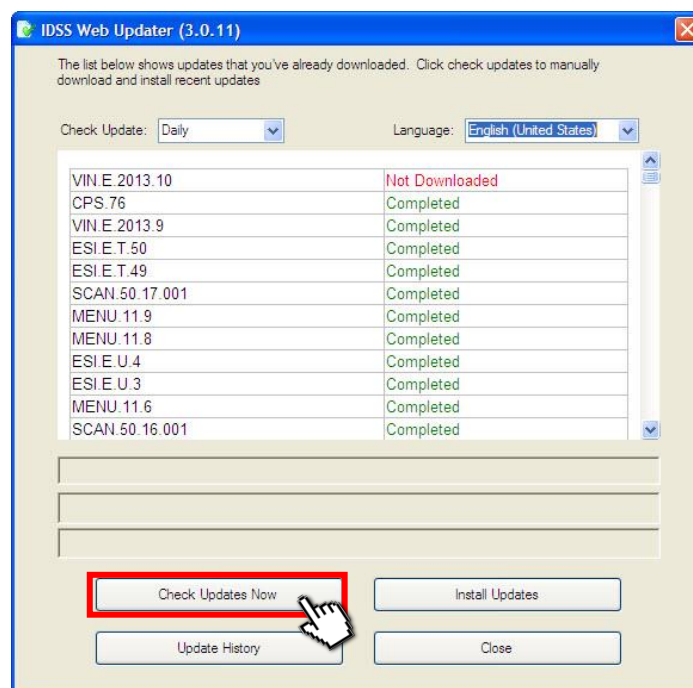 IDSS Web Updater (3.0.11)
The list below shows updates that you've already downloaded. Click check updates to manually
download and install recent updates
Check Update: Daily Language: English (United States)
VIN.E.2013.10 Not Downloaded
CPS.76 Completed
VIN.E.2013.9 Completed
ESI.E.T.50 Completed
ESI.E.T.49 Completed
SCAN.50.17.001 Completed
MENU.11.9 Completed
MENU.11.8 Completed
ESI.E.U.4 Completed
ESI.E.U.3 Completed
MENU.11.6 Completed
SCAN.50.16.001 Completed
Check Updates Now Install Updates
Update History Close